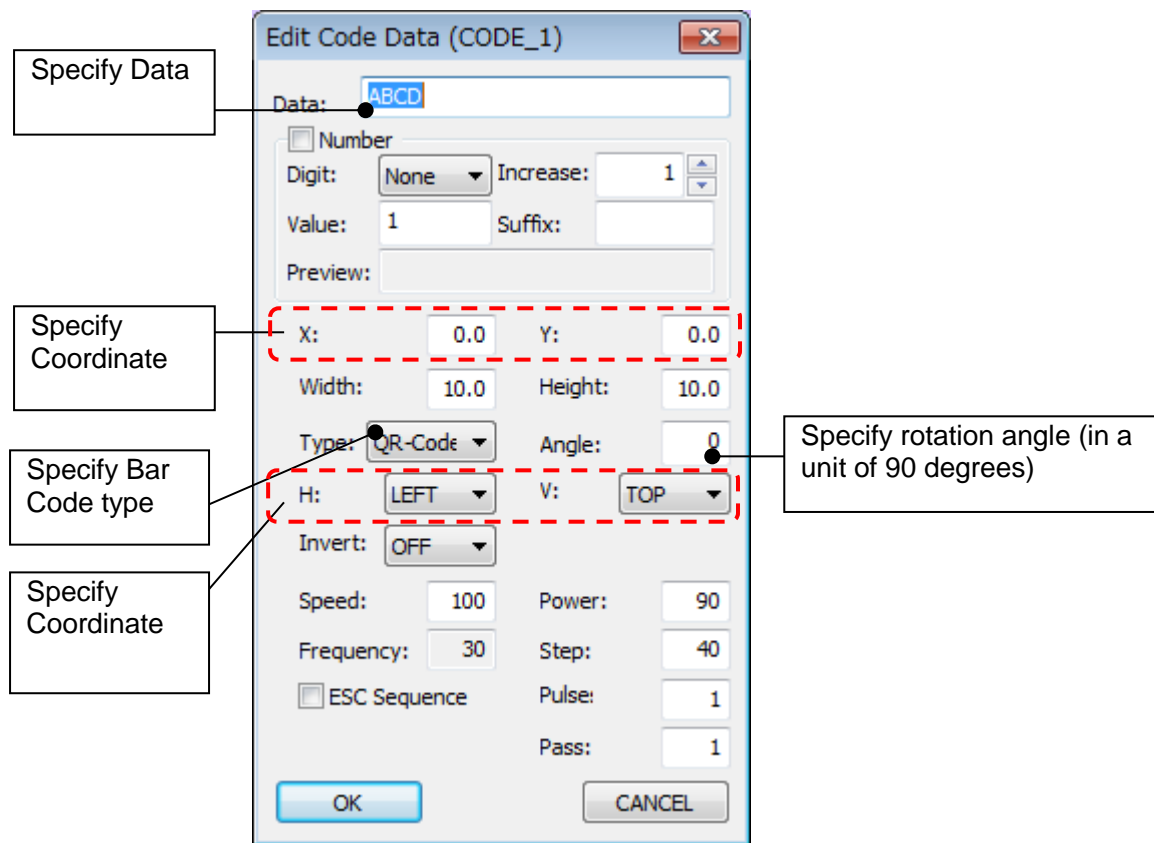 Edit Code Data (CODE_1)
Specify Data
Data: ABCD
Number
Digit: None Increase: 1
Value: 1 Suffix:
Preview:
Specify
Coordinate
X: 0.0 Y: 0.0
Width: 10.0 Height: 10.0
Type: QR-Code Angle: 0
Specify rotation angle (in a
unit of 90 degrees)
Specify Bar
Code type
H: LEFT V: TOP
Invert: OFF
Specify
Coordinate
Speed: 100 Power: 90
Frequency: 30 Step: 40
ESC Sequence Pulse: 1
Pass: 1
OK CANCEL